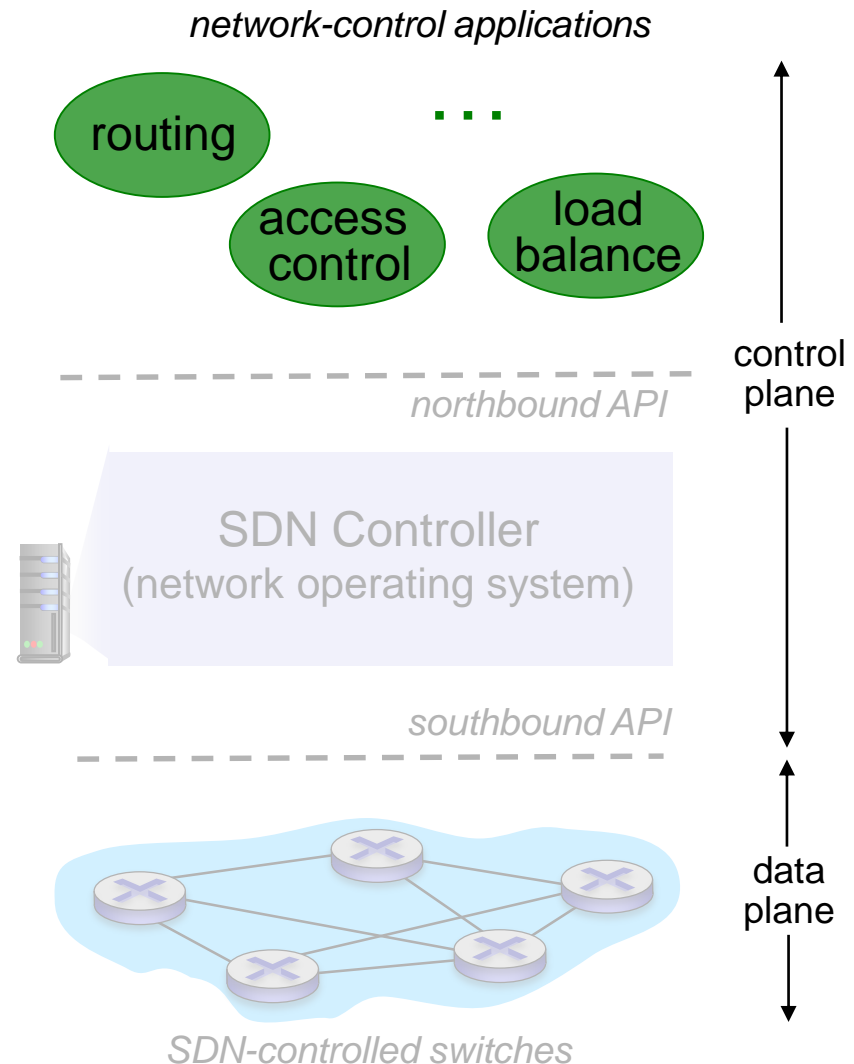 network-control applications
routing
...
access
control
load
balance
control
plane
northbound API
SDN Controller
(network operating system)
southbound API
data
plane
SDN-controlled switches